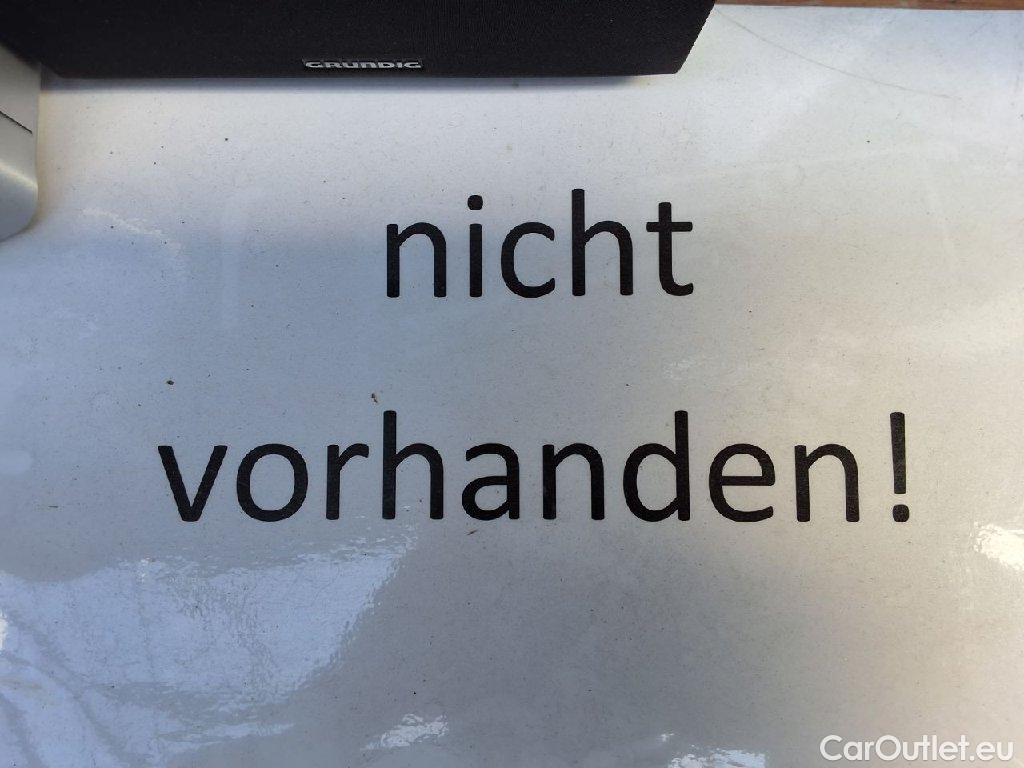 GRUNDIG
nicht
vorhanden!
CarOutlet.eu